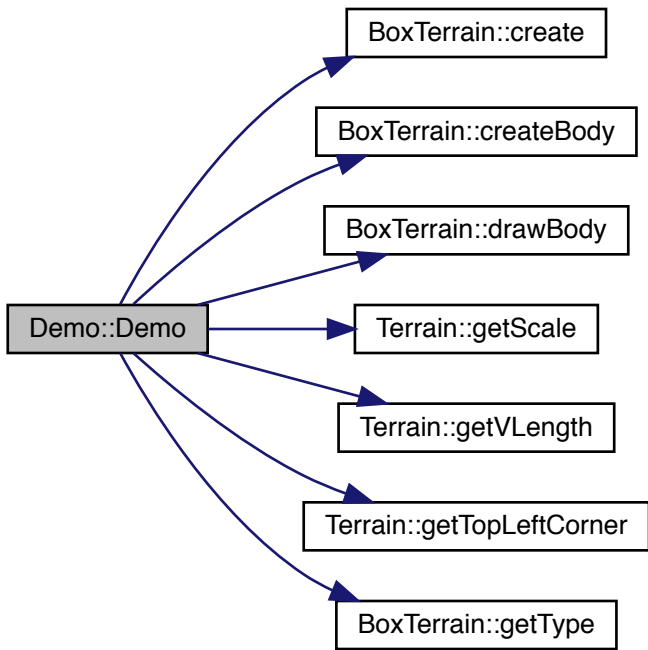 BoxTerrain::create
BoxTerrain::createBody
BoxTerrain::drawBody
Demo::Demo
Terrain::getScale
Terrain::getVLength
Terrain::getTopLeftCorner
BoxTerrain::getType